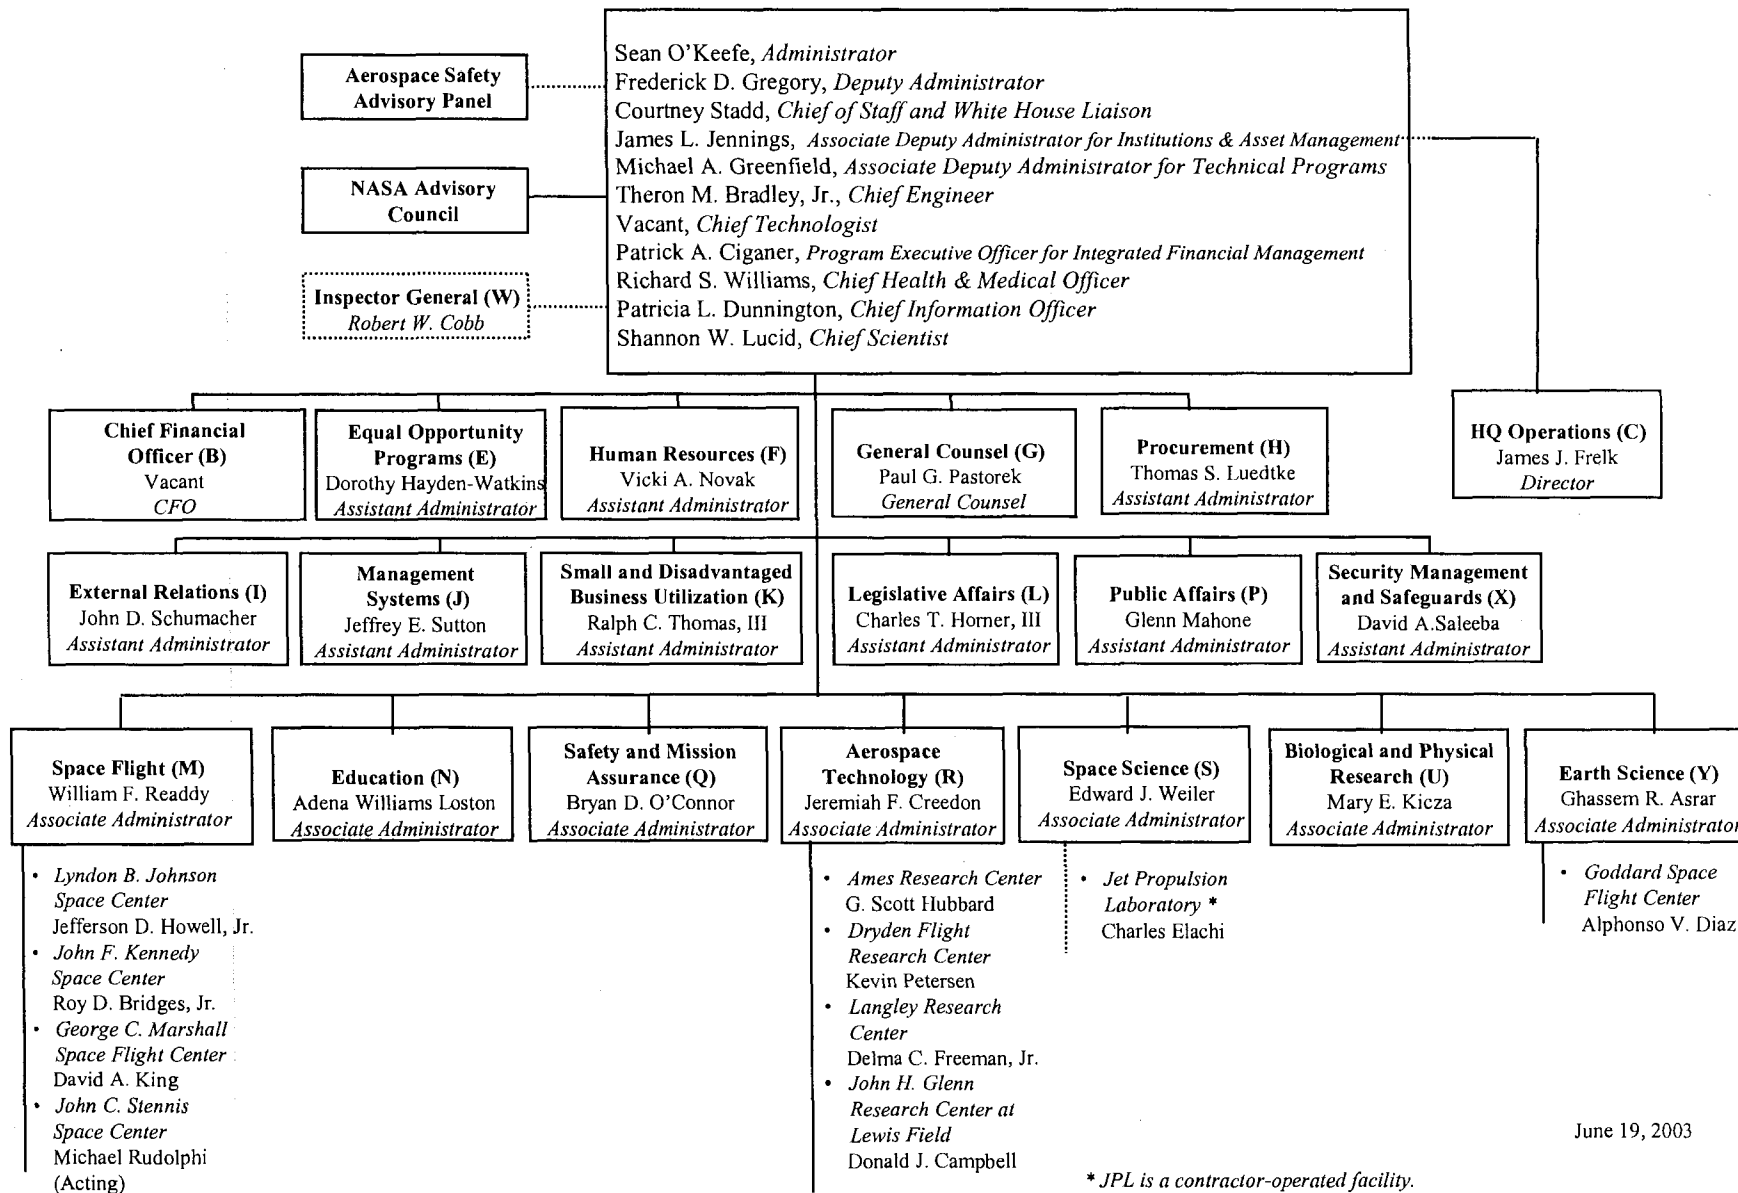 Sean O'Keefe, Administrator
Frederick D. Gregory, Deputy Administrator
Courtney Stadd, Chief of Staff and White House Liaison
James L. Jennings, Associate Deputy Administrator for Institutions & Asset Management
Michael A. Greenfield, Associate Deputy Administrator for Technical Programs
Theron M. Bradley, Jr., Chief Engineer
Vacant, Chief Technologist
Patrick A. Ciganer, Program Executive Officer for Integrated Financial Management
Richard S. Williams, Chief Health & Medical Officer
Patricia L. Dunnington, Chief Information Officer
Shannon W. Lucid, Chief Scientist
Aerospace Safety
Advisory Panel
NASA Advisory
Council
Inspector General (W)
Robert W. Cobb
Chief Financial
Officer (B)
Vacant
CFO
Equal Opportunity
Programs (E)
Dorothy Hayden-Watkins
Assistant Administrator
Human Resources (F)
Vicki A. Novak
Assistant Administrator
General Counsel (G)
Paul G. Pastorek
General Counsel
Procurement (H)
Thomas S. Luedtke
Assistant Administrator
HQ Operations (C)
James J. Frelk
Director
External Relations (I)
John D. Schumacher
Assistant Administrator
Management
Systems (J)
Jeffrey E. Sutton
Assistant Administrator
Small and Disadvantaged
Business Utilization (K)
Ralph C. Thomas, III
Assistant Administrator
Legislative Affairs (L)
Charles T. Horner, III
Assistant Administrator
Public Affairs (P)
Glenn Mahone
Assistant Administrator
Security Management
and Safeguards (X)
David A.Saleeba
Assistant Administrator
Space Flight (M)
William F. Readdy
Associate Administrator
Education (N)
Adena Williams Loston
Associate Administrator
Safety and Mission
Assurance (Q)
Bryan D. O'Connor
Associate Administrator
Aerospace
Technology (R)
Jeremiah F. Creedon
Associate Administrator
Space Science (S)
Edward J. Weiler
Associate Administrator
Biological and Physical
Research (U)
Mary E. Kicza
Associate Administrator
Earth Science (Y)
Ghassem R. Asrar
Associate Administrator
• Lyndon B. Johnson
Space Center
Jefferson D. Howell, Jr.
• John F. Kennedy
Space Center
Roy D. Bridges, Jr.
• George C. Marshall
Space Flight Center
David A. King
• John C. Stennis
Space Center
Michael Rudolphi
(Acting)
• Ames Research Center
G. Scott Hubbard
• Dryden Flight
Research Center
Kevin Petersen
• Langley Research
Center
Delma C. Freeman, Jr.
• John H. Glenn
Research Center at
Lewis Field
Donald J. Campbell
• Jet Propulsion
Laboratory *
Charles Elachi
• Goddard Space
Flight Center
Alphonso V. Diaz
June 19, 2003
* JPL is a contractor-operated facility.